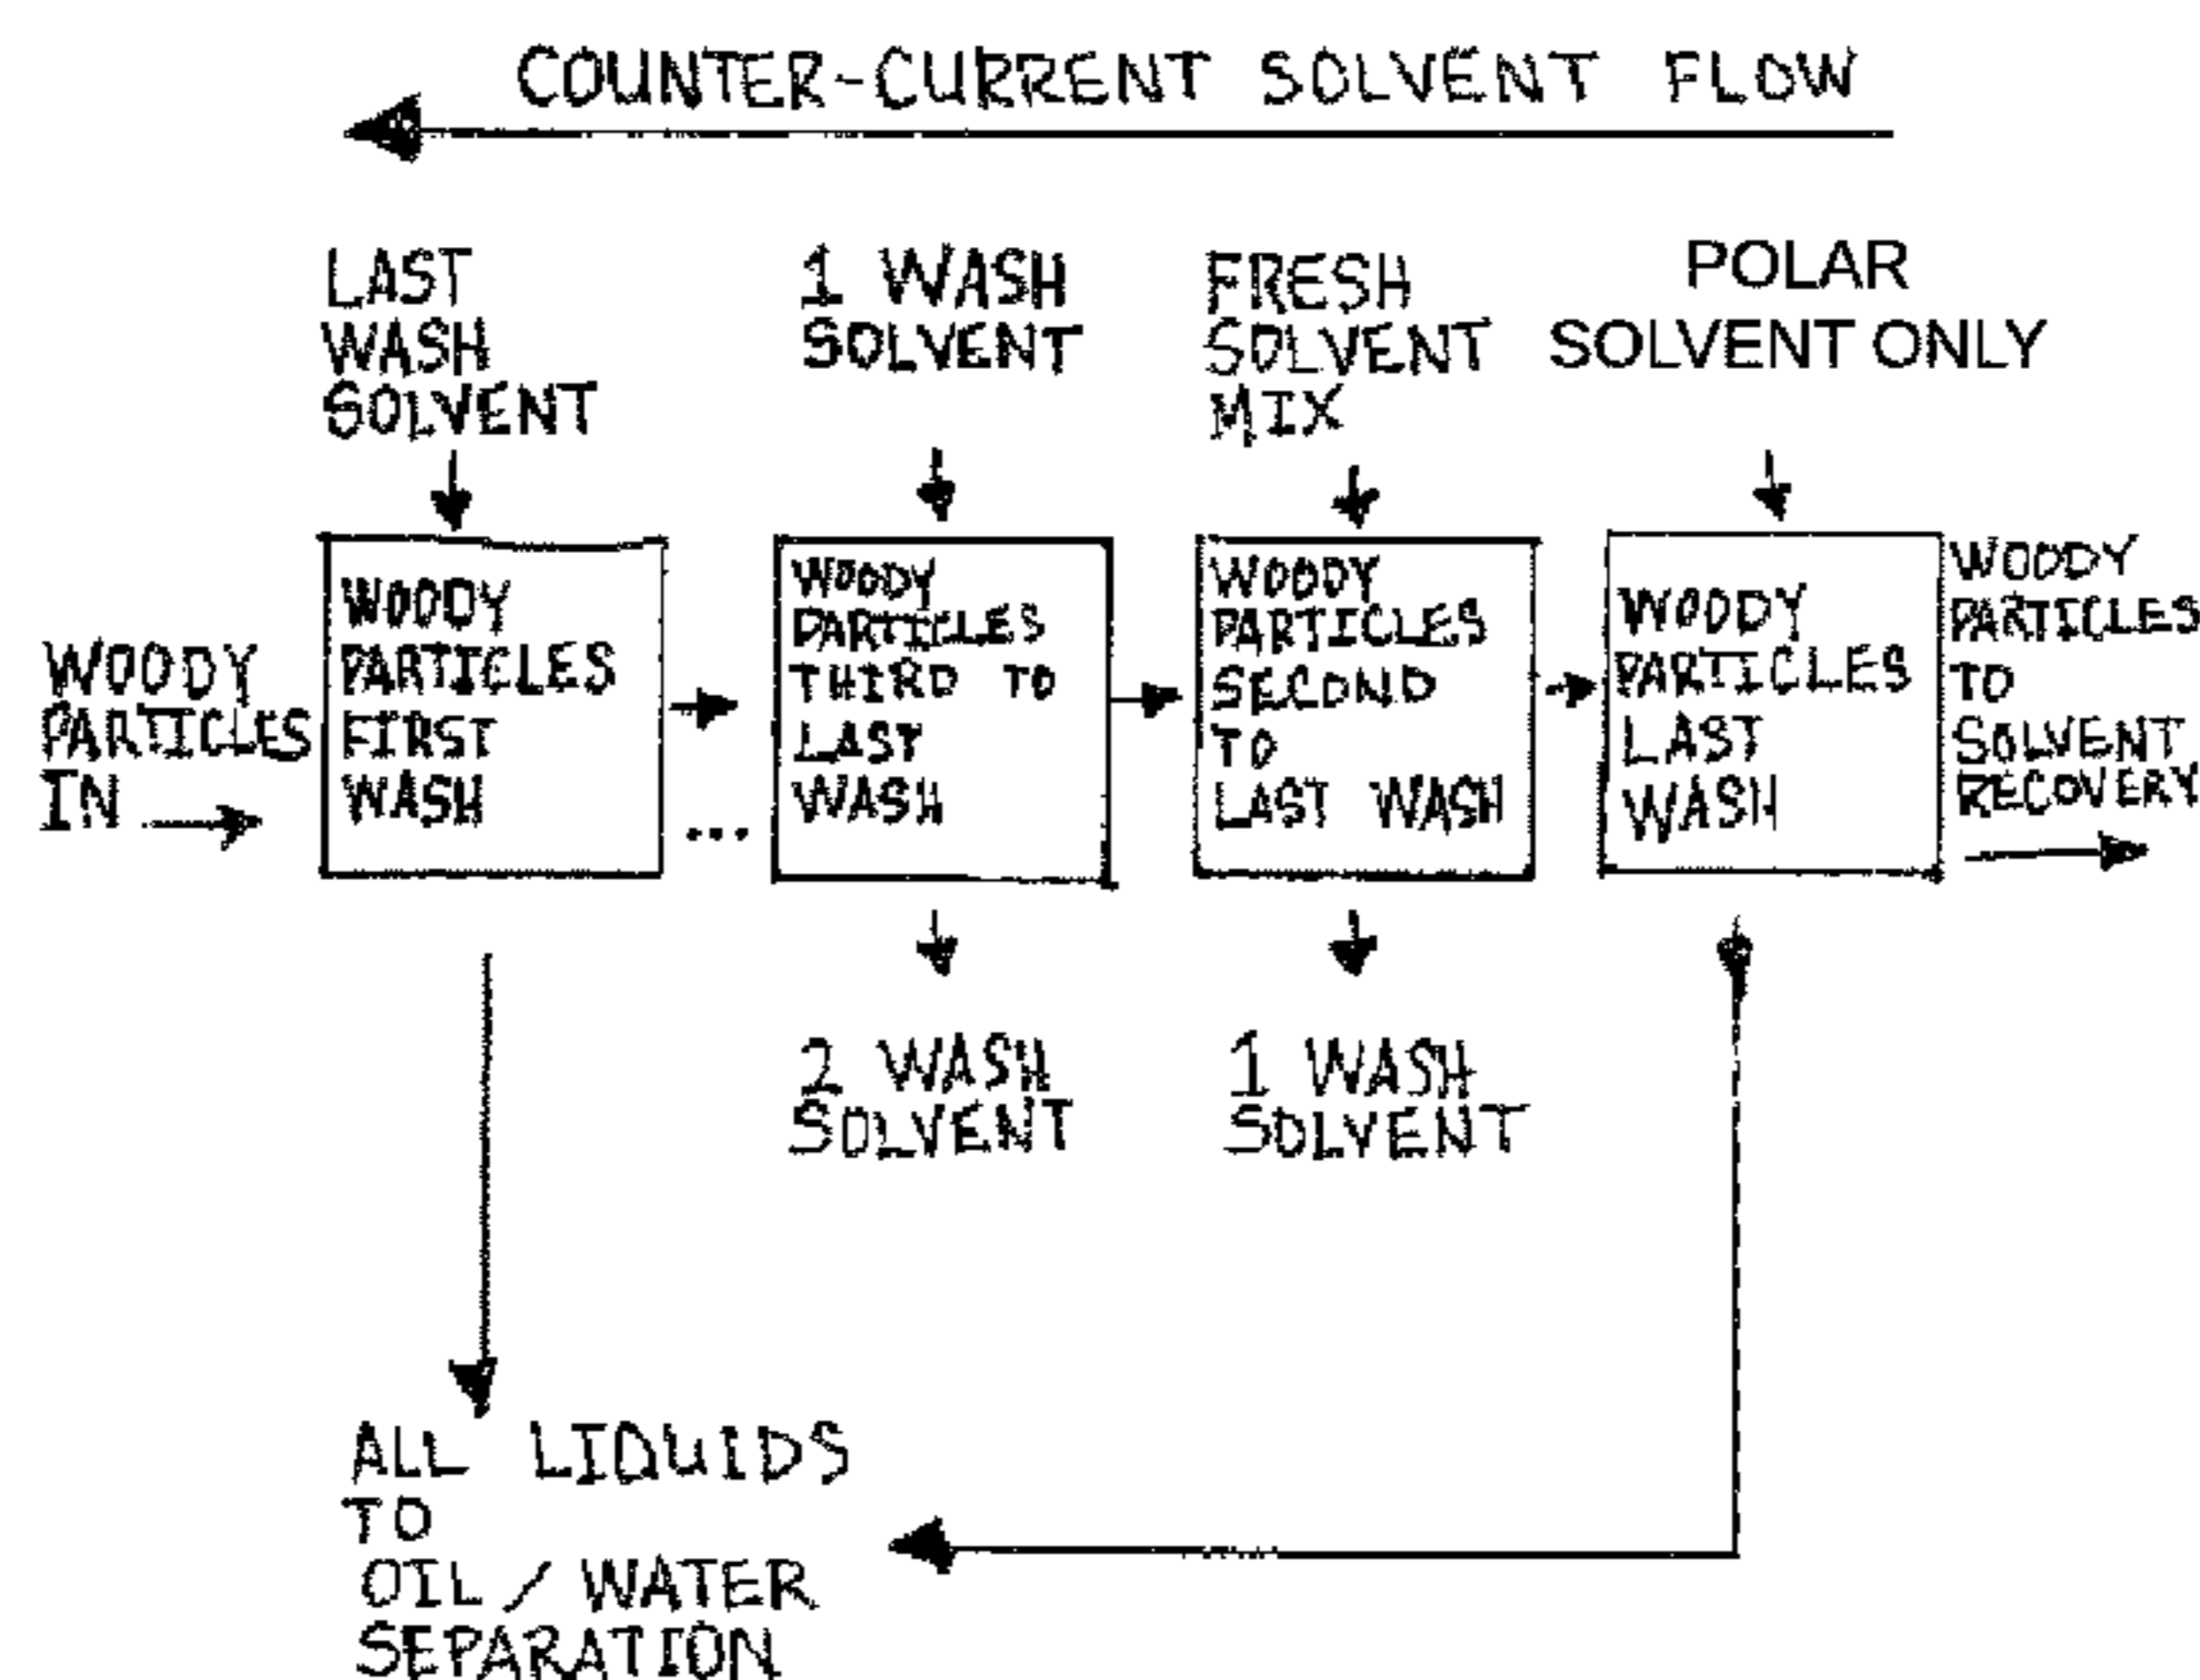 COUNTER-CURRENT SOLVENT FLOW
LAST
WASH
SOLVENT
1 WASH
SOLVENT
FRESH
SOLVENT
MIX
POLAR
SOLVENT ONLY
WOODY
PARTICLES
IN
WOODY
PARTICLES
FIRST
WASH
...
WOODY
PARTICLES
THIRD TO
LAST
WASH
WOODY
PARTICLES
SECOND
TO
LAST WASH
WOODY
PARTICLES
LAST
WASH
WOODY
PARTICLES
TO
SOLVENT
RECOVERY
2 WASH
SOLVENT
1 WASH
SOLVENT
ALL LIQUIDS
TO
OIL / WATER
SEPARATION